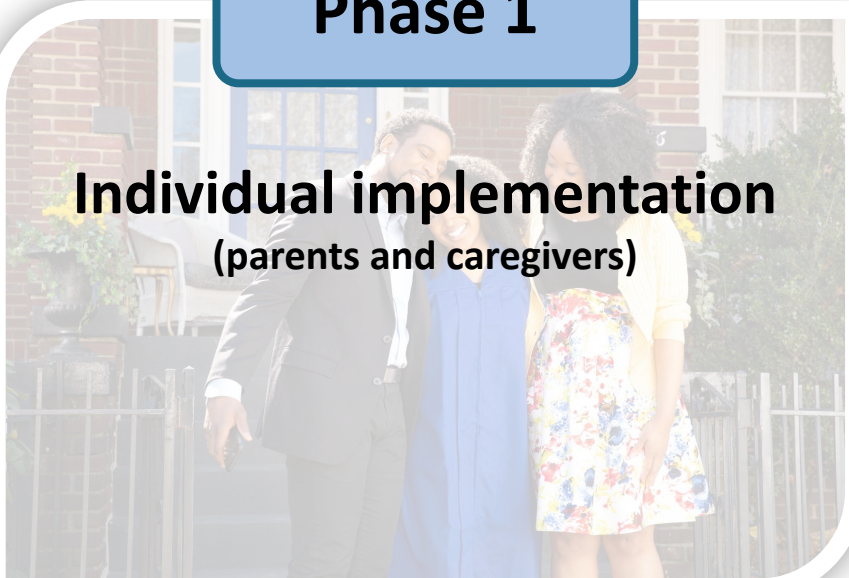 Phase 1
Individual implementation
(parents and caregivers)